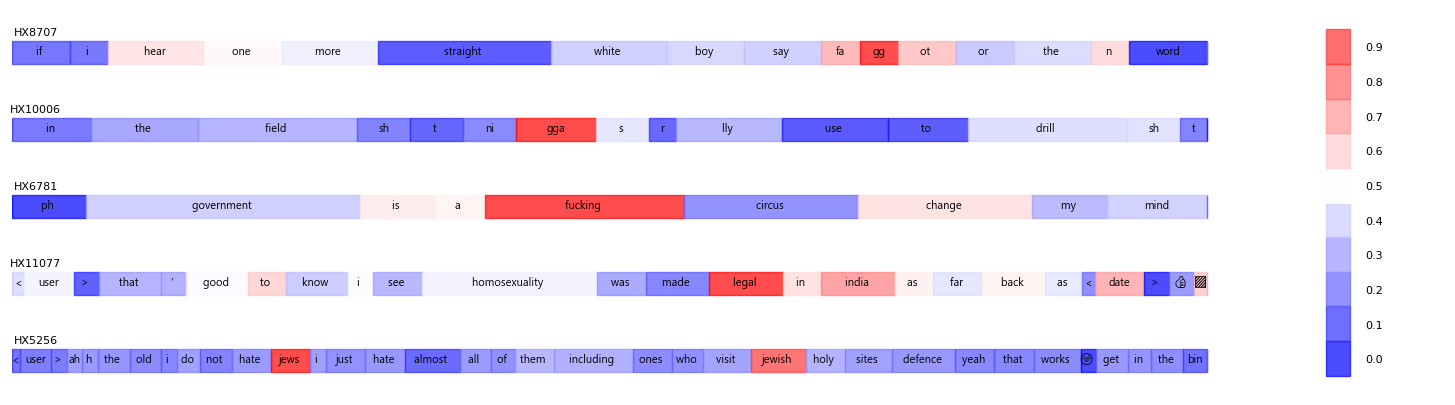 HX8707
if i hear one more straight white boy say fa gg ot or the n word
HX10006
in the field sh t ni gga s r lly use to drill sh t
HX6781
ph government is a fucking circus change my mind
HX11077
< user > that ' good to know i see homosexuality was made legal in india as far back as < date >
HX5256
< user > ah h the old i do not hate jews i just hate almost all of them including ones who visit jewish holy sites defence yeah that works get in the bin
0.9
0.8
0.7
0.6
0.5
0.4
0.3
0.2
0.1
0.0